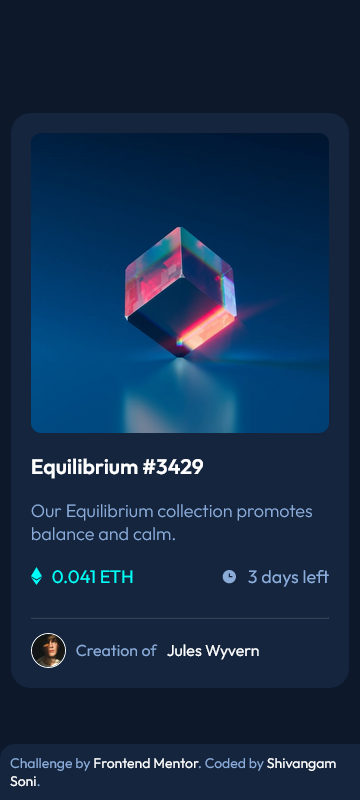 Equilibrium #3429
Our Equilibrium collection promotes
balance and calm.
0.041 ETH
3 days left
Creation of Jules Wyvern
Challenge by Frontend Mentor. Coded by Shivangam
Soni.